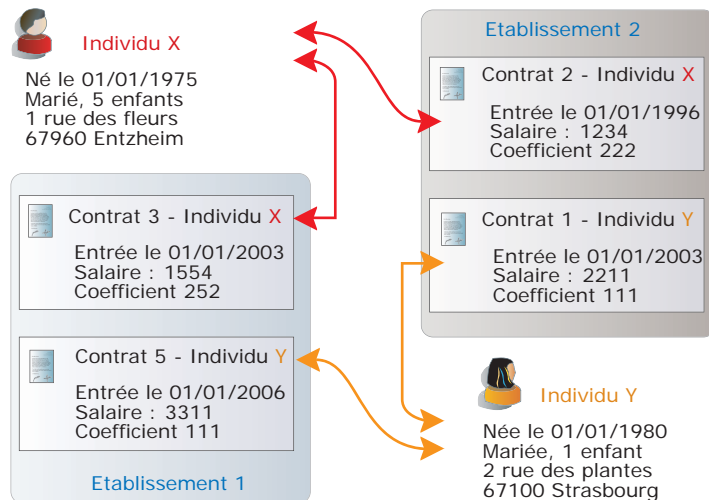 Individu X
Né le 01/01/1975
Marié, 5 enfants
1 rue des fleurs
67960 Entzheim
Etablissement 2
Contrat 2 - Individu X
Entrée le 01/01/1996
Salaire : 1234
Coefficient 222
Contrat 1 - Individu Y
Entrée le 01/01/2003
Salaire : 2211
Coefficient 111
Contrat 3 - Individu X
Entrée le 01/01/2003
Salaire : 1554
Coefficient 252
Contrat 5 - Individu Y
Entrée le 01/01/2006
Salaire : 3311
Coefficient 111
Etablissement 1
Individu Y
Née le 01/01/1980
Mariée, 1 enfant
2 rue des plantes
67100 Strasbourg